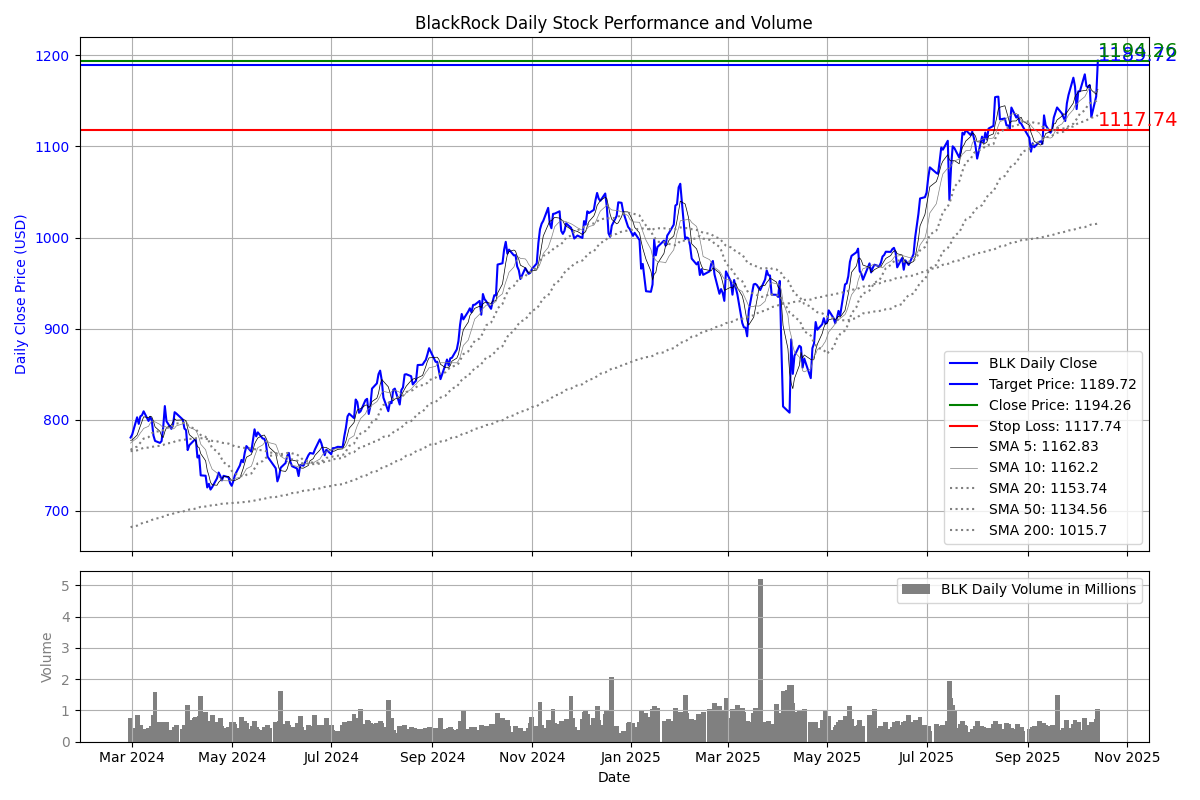 BlackRock Daily Stock Performance and Volume
1200
1100
1000
900
800
700
Daily Close Price (USD)
1194.26
1189.72
1117.74
BLK Daily Close
Target Price: 1189.72
Close Price: 1194.26
Stop Loss: 1117.74
SMA 5: 1162.83
SMA 10: 1162.2
SMA 20: 1153.74
SMA 50: 1134.56
SMA 200: 1015.7
5
4
3
2
1
0
Volume
BLK Daily Volume in Millions
Mar 2024 May 2024 Jul 2024 Sep 2024 Nov 2024 Jan 2025 Mar 2025 May 2025 Jul 2025 Sep 2025 Nov 2025
Date